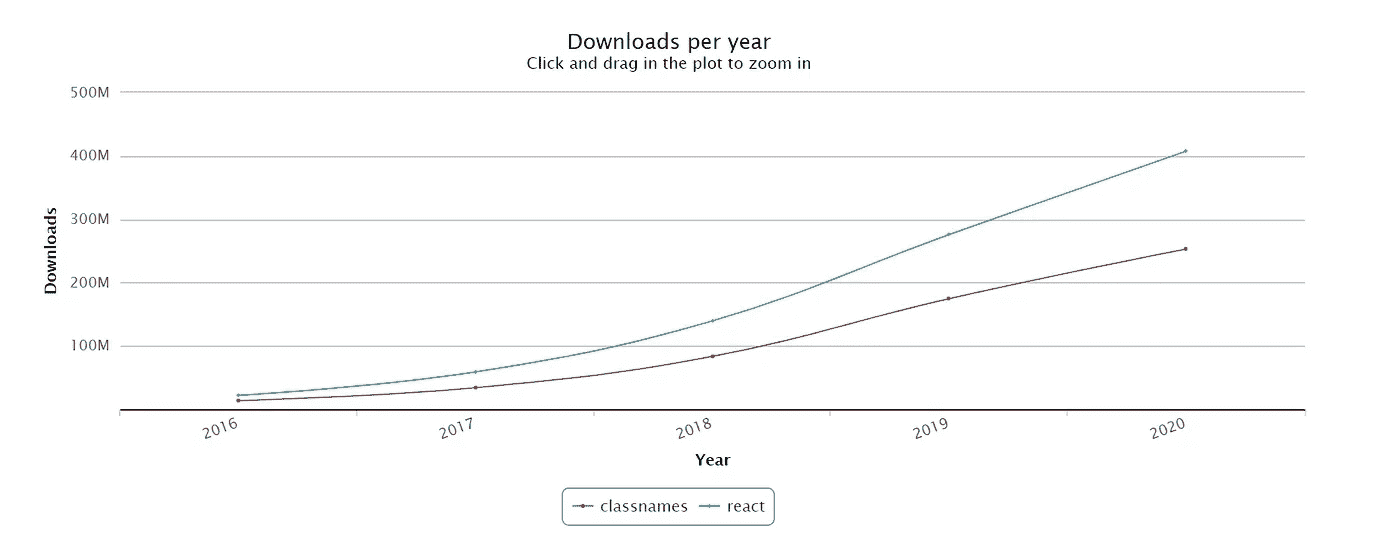 Downloads per year
Click and drag in the plot to zoom in
500M
400M
300M
200M
100M
Downloads
2016 2017 2018 2019 2020
Year
classnames react